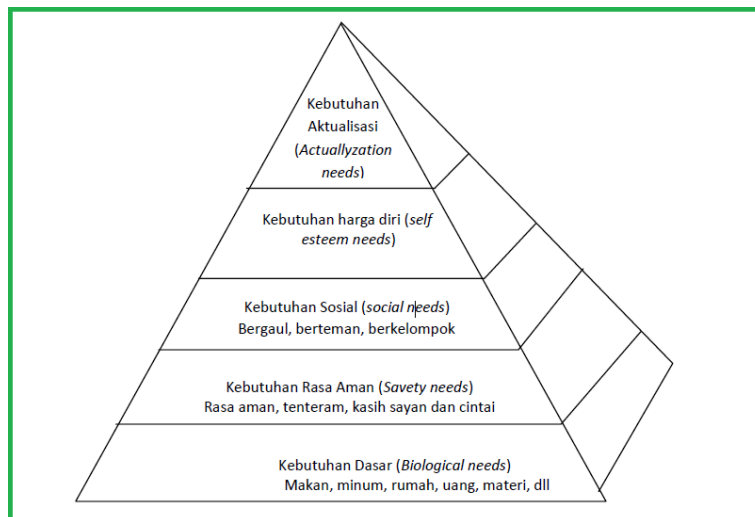 Kebutuhan
Aktualisasi
(Actuallyzation
needs)
Kebutuhan harga diri (self
esteem needs)
Kebutuhan Sosial (social needs)
Bergaul, berteman, berkelompok
Kebutuhan Rasa Aman (Savety needs)
Rasa aman, tenteram, kasih sayan dan cintai
Kebutuhan Dasar (Biological needs)
Makan, minum, rumah, uang, materi, dll